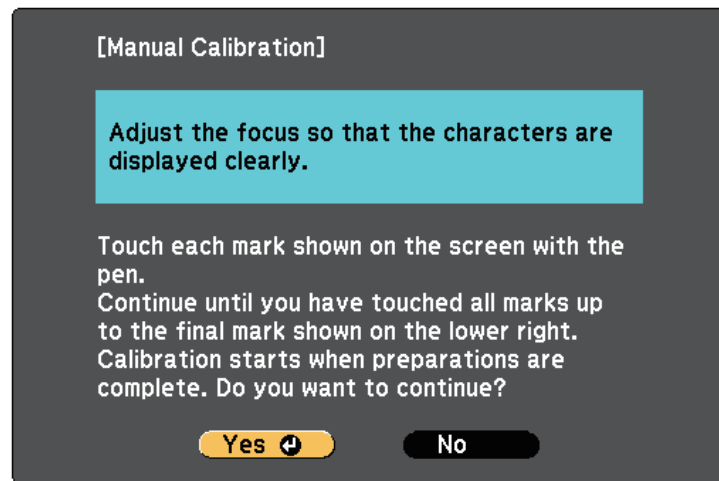 [Manual Calibration]
Adjust the focus so that the characters are
displayed clearly.
Touch each mark shown on the screen with the
pen.
Continue until you have touched all marks up
to the final mark shown on the lower right.
Calibration starts when preparations are
complete. Do you want to continue?
Yes No